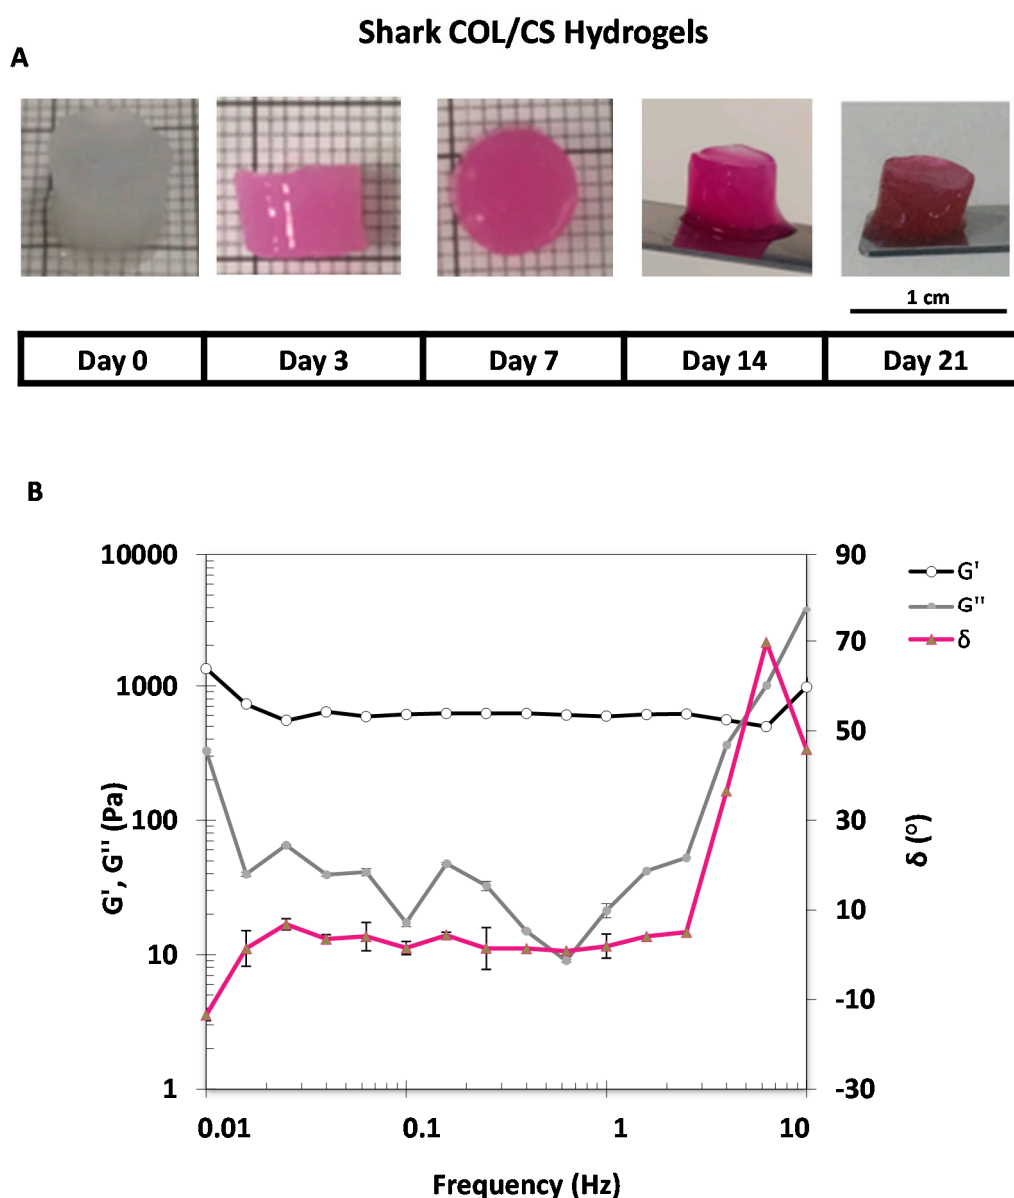 Shark COL/CS Hydrogels
A
1 cm
Day 0 Day 3 Day 7 Day 14 Day 21
B
10000
1000
100
10
1
G', G'' (Pa)
90
70
50
30
10
-10
-30
δ (º)
G'
G''
δ
0.01 0.1 1 10
Frequency (Hz)